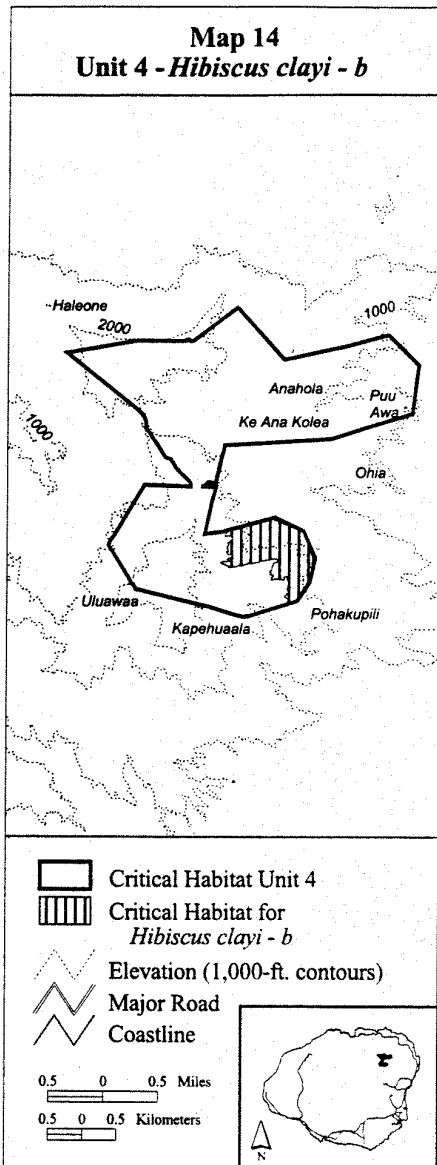 Map 14
Unit 4 - Hibiscus clayi - b
Haleone
2000
1000
Anahola
Puu
Awa
Ke Ana Kolea
1000
Ohia
Uluawaa
Kapehuaala
Pohakupili
Critical Habitat Unit 4
Critical Habitat for
Hibiscus clayi - b
Elevation (1,000-ft. contours)
Major Road
Coastline
0.5 0 0.5 Miles
0.5 0 0.5 Kilometers
N